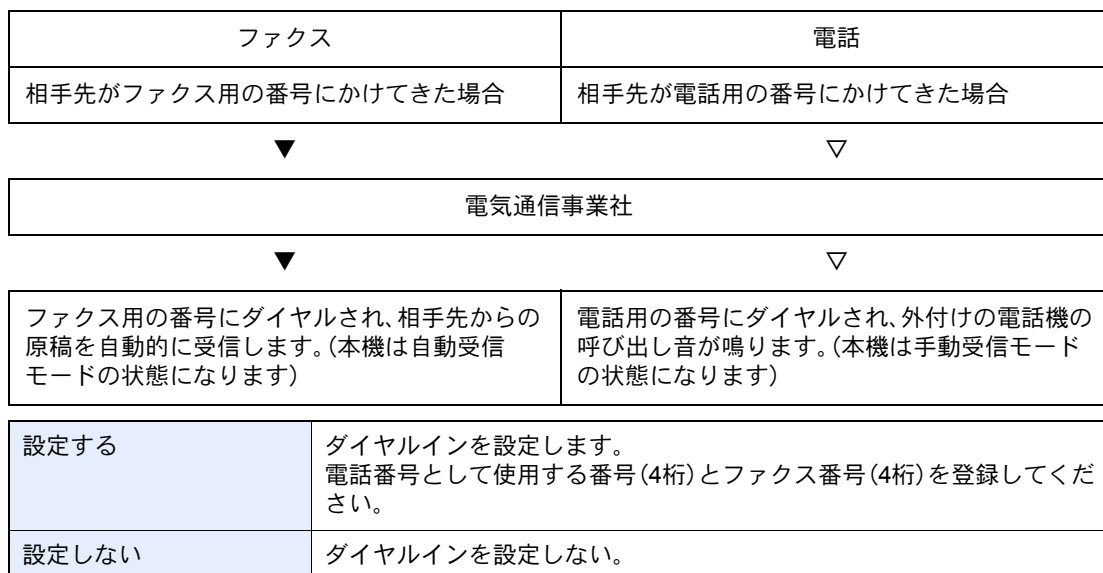 ファクス
電話
相手先がファクス用の番号にかけてきた場合
相手先が電話用の番号にかけてきた場合
▼
▽
電気通信事業社
▼
▽
ファクス用の番号にダイヤルされ、相手先からの
原稿を自動的に受信します。(本機は自動受信
モードの状態になります)
電話用の番号にダイヤルされ、外付けの電話機の
呼び出し音が鳴ります。(本機は手動受信モード
の状態になります)
設定する
ダイヤルインを設定します。
電話番号として使用する番号(4桁)とファクス番号(4桁)を登録してくだ
さい。
設定しない
ダイヤルインを設定しない。